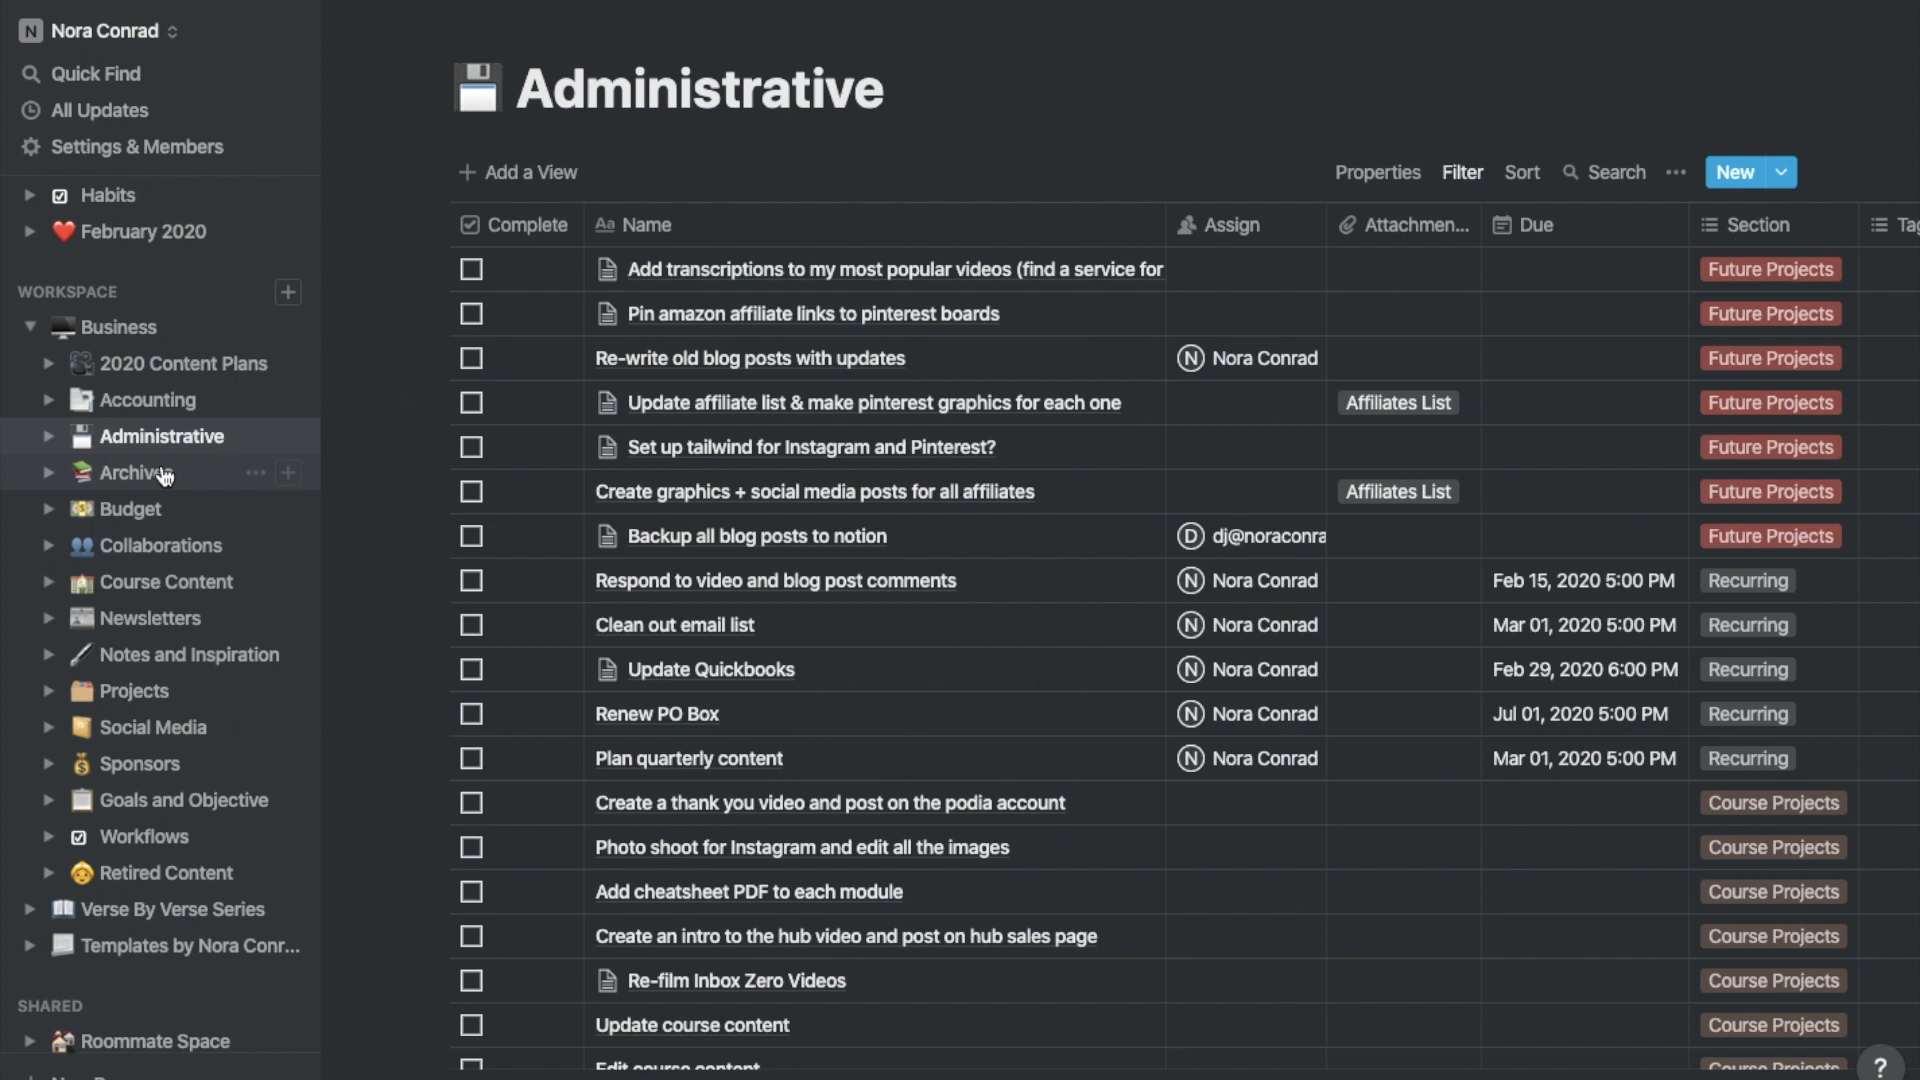 N Nora Conrad
Quick Find
All Updates
Settings & Members
Habits
February 2020
WORKSPACE
Business
2020 Content Plans
Accounting
Administrative
Budget
Collaborations
Course Content
Newsletters
Notes and Inspiration
Projects
Social Media
Sponsors
Goals and Objective
Workflows
Retired Content
Verse By Verse Series
Templates by Nora Conr...
SHARED
Roommate Space
Administrative
Add a View
Properties Filter Sort Search ... New
Complete Aa Name Assign Attachmen... Due Section
Add transcriptions to my most popular videos (find a service for Future Projects
Pin amazon affiliate links to pinterest boards Future Projects
Re-write old blog posts with updates N Nora Conrad Future Projects
Update affiliate list & make pinterest graphics for each one Affiliates List Future Projects
Set up tailwind for Instagram and Pinterest? Future Projects
Create graphics + social media posts for all affiliates Affiliates List Future Projects
Backup all blog posts to notion D dj@noraconra Future Projects
Respond to video and blog post comments N Nora Conrad Feb 15, 2020 5:00 PM Recurring
Clean out email list N Nora Conrad Mar 01, 2020 5:00 PM Recurring
Update Quickbooks N Nora Conrad Feb 29, 2020 6:00 PM Recurring
Renew PO Box N Nora Conrad Jul 01, 2020 5:00 PM Recurring
Plan quarterly content N Nora Conrad Mar 01, 2020 5:00 PM Recurring
Create a thank you video and post on the podia account Course Projects
Photo shoot for Instagram and edit all the images Course Projects
Add cheatsheet PDF to each module Course Projects
Create an intro to the hub video and post on hub sales page Course Projects
Re-film Inbox Zero Videos Course Projects
Update course content Course Projects
Edit course content Course Projects
?